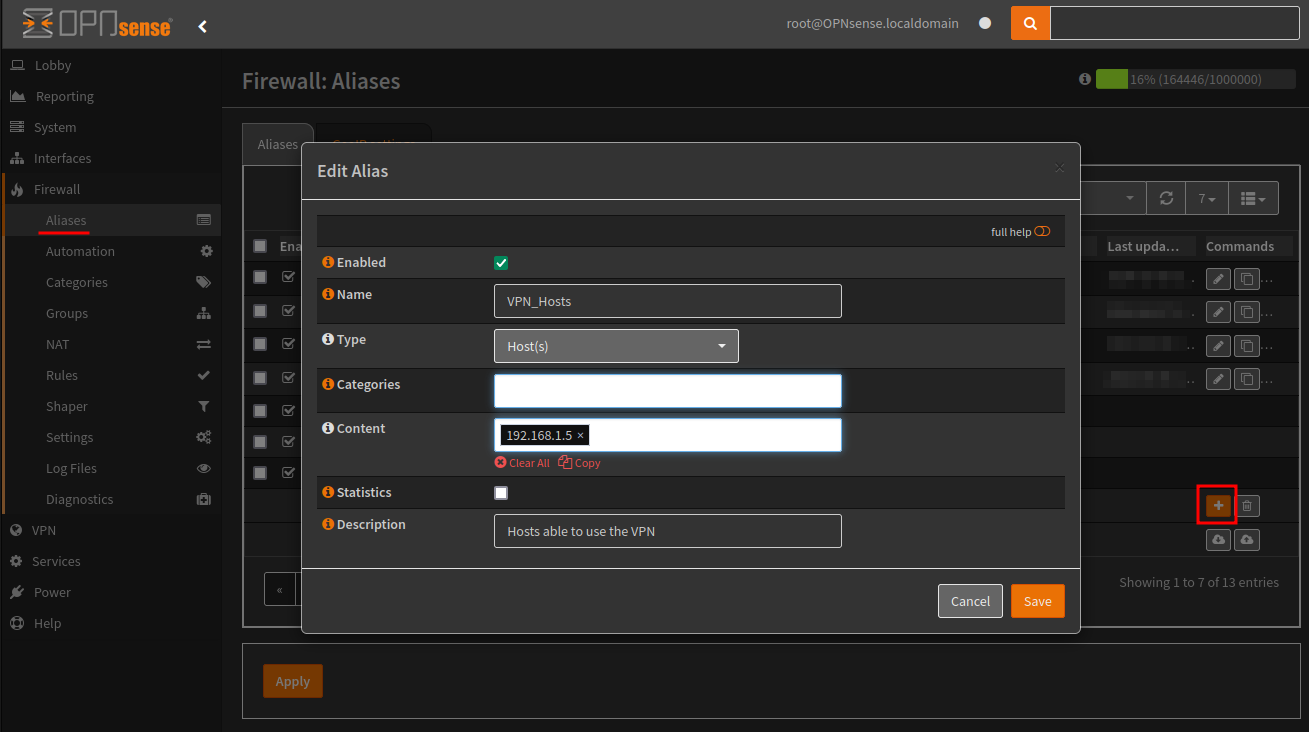 OPNsense
root@OPNsense.localdomain
Lobby
Reporting
System
Interfaces
Firewall
Aliases
Automation
Categories
Groups
NAT
Rules
Shaper
Settings
Log Files
Diagnostics
VPN
Services
Power
Help
Firewall: Aliases
16% (164446/1000000)
Aliases
7
Ena
Last upda...
Commands
Edit Alias
×
full help
Enabled
Name
VPN_Hosts
Type
Host(s)
Categories
Content
192.168.1.5 ×
Clear All Copy
Statistics
Description
Hosts able to use the VPN
Cancel Save
«
Showing 1 to 7 of 13 entries
Apply